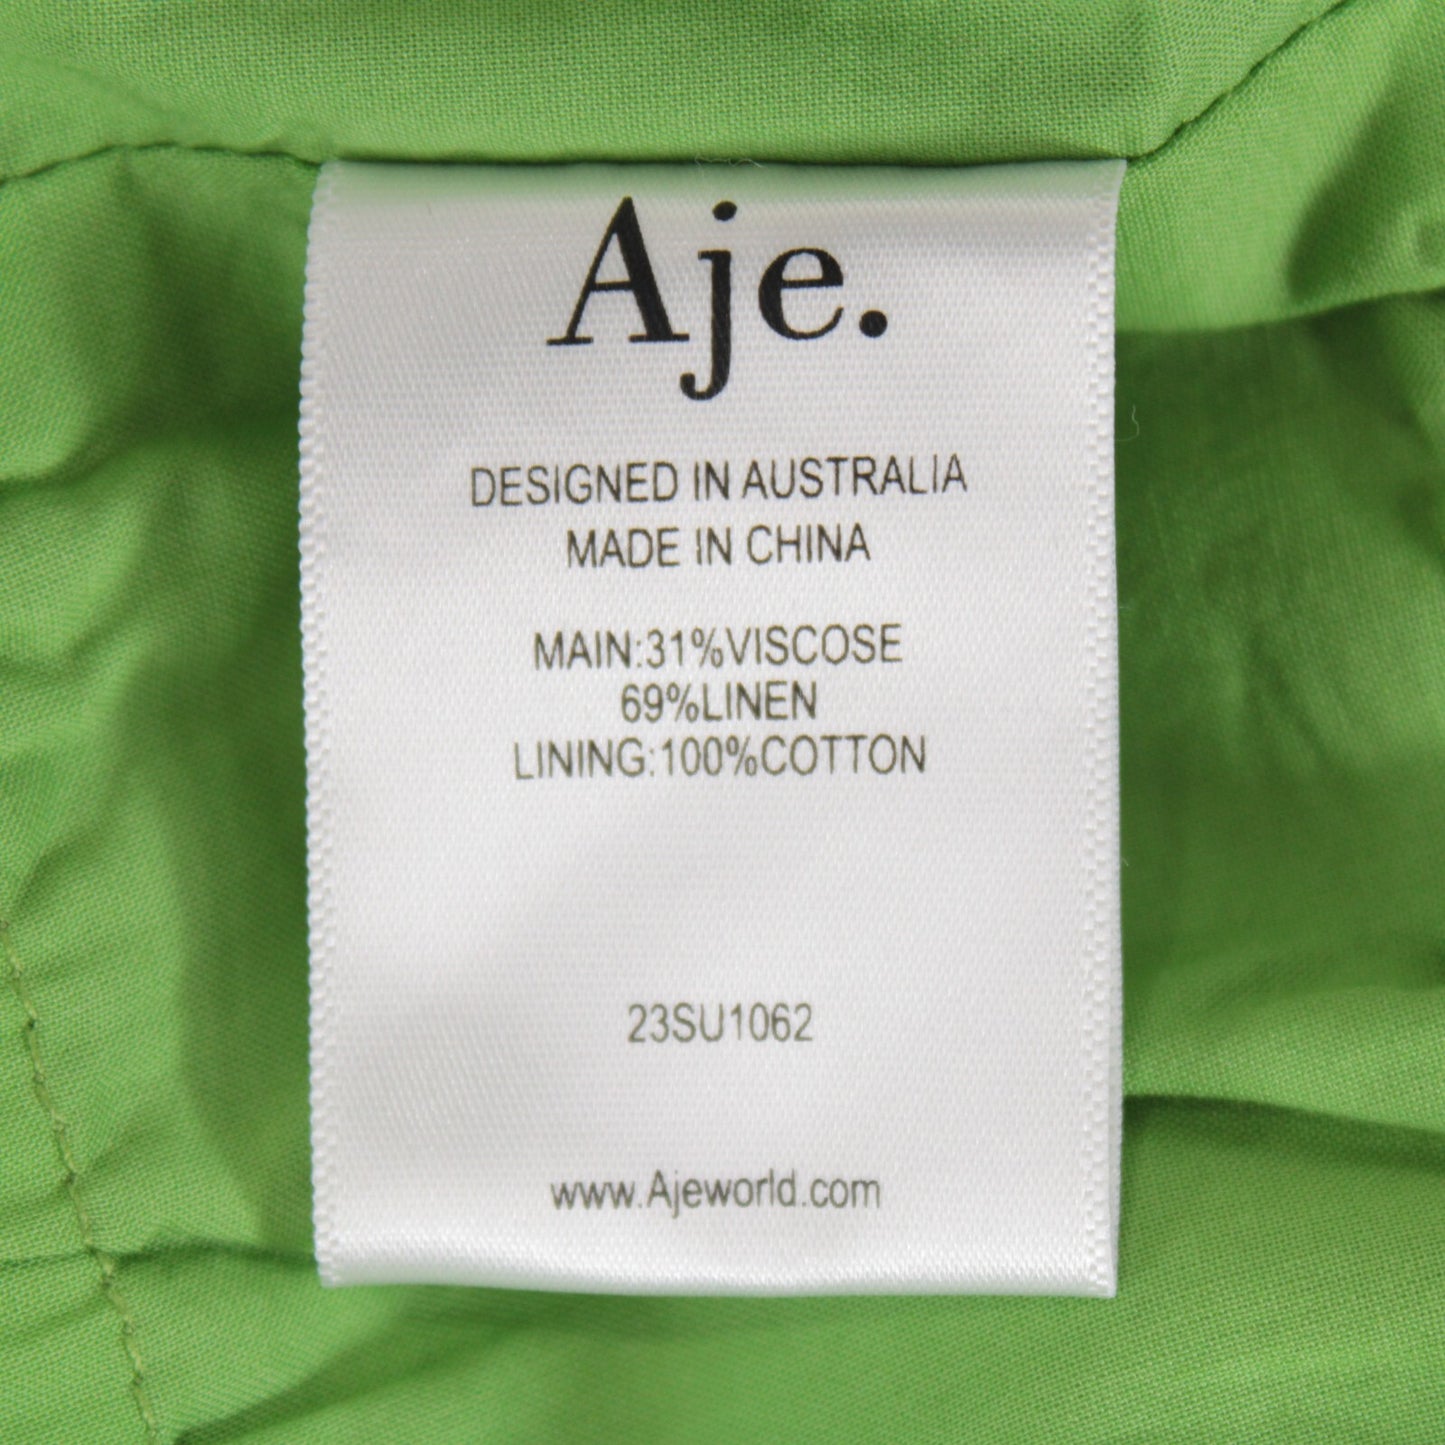 Aje.
DESIGNED IN AUSTRALIA
MADE IN CHINA
MAIN:31%VISCOSE
69%LINEN
LINING:100%COTTON
23SU1062
www.Ajeworld.com